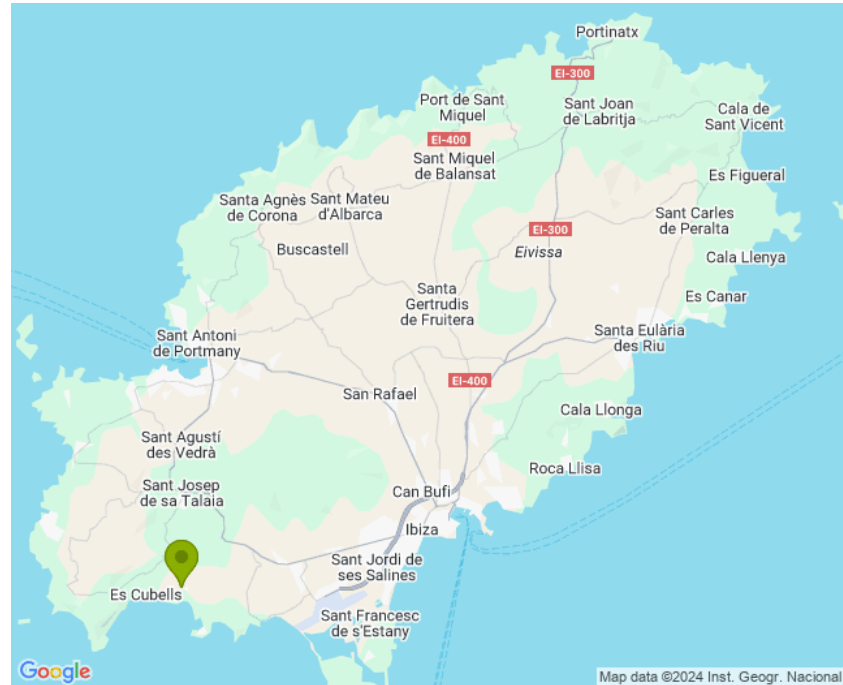 Portinatx
EI-300
Port de Sant
Miquel
Sant Joan
de Labritja
Cala de
Sant Vicent
EI-400
Sant Miquel
de Balansat
Es Figueral
Santa Agnès
de Corona
Sant Mateu
d'Albarca
Sant Carles
de Peralta
EI-300
Buscastell
Eivissa
Cala Llenya
Santa
Gertrudis
de Fruitera
Es Canar
Sant Antoni
de Portmany
Santa Eulària
des Riu
EI-400
San Rafael
Cala Llonga
Sant Agustí
des Vedrà
Roca Llisa
Sant Josep
de sa Talaia
Can Bufi
Ibiza
Sant Jordi de
ses Salines
Es Cubells
Sant Francesc
de s'Estany
Google
Map data ©2024 Inst. Geogr. Nacional